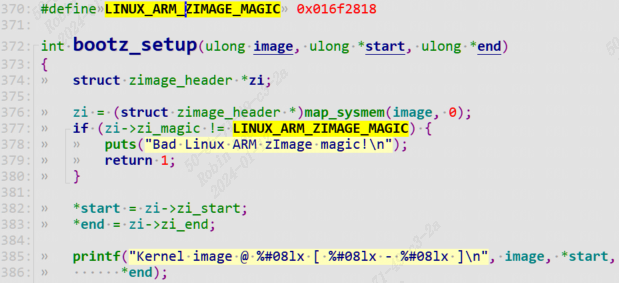 370: #define LINUX_ARM_ZIMAGE_MAGIC 0x016f2818
371:
372: int bootz_setup(ulong image, ulong *start, ulong *end)
373: {
374: struct zimage_header *zi;
375:
376: zi = (struct zimage_header *)map_sysmem(image, 0);
377: if (zi->zi_magic != LINUX_ARM_ZIMAGE_MAGIC) {
378: puts("Bad Linux ARM zImage magic!\n");
379: return 1;
380: }
381:
382: *start = zi->zi_start;
383: *end = zi->zi_end;
384:
385: printf("Kernel image @ %#08lx [ %#08lx - %#08lx ]\n", image, *start,
386: *end);